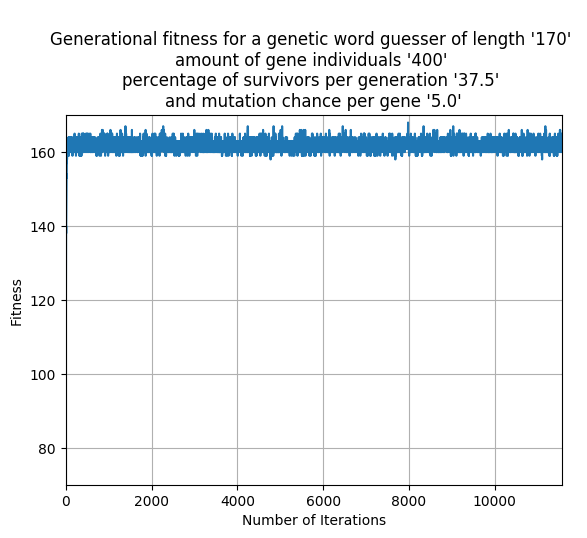 Generational fitness for a genetic word guesser of length '170'
amount of gene individuals '400'
percentage of survivors per generation '37.5'
and mutation chance per gene '5.0'
160
140
120
100
80
Fitness
0 2000 4000 6000 8000 10000
Number of Iterations